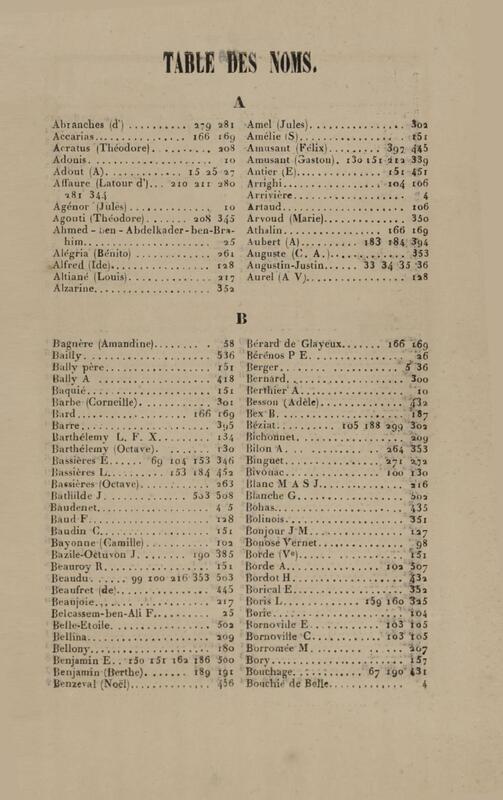 TABLE DES NOMS.
A
Abranches (d') .......... 279 281
Accarias................ 166 169
Acratus (Théodore)........ 208
Adonis.................... 10
Adout (A)......... 15 25 27
Affaure (Latour d')... 210 211 280
281 344
Agénor (Jules)............ 10
Agouti (Théodore)...... 208 345
Ahmed-ben-Abdelkader-ben-Bra-
him..................... 25
Alégria (Bénito)........... 261
Alfred (Ide)............... 128
Altiané (Louis)............ 217
Alzarine.................. 352
Amel (Jules)............... 302
Amélie (S)................ 151
Amusant (Félix)........ 397 445
Amusant (Gaston). 130 151 212 339
Antier (E)............. 151 451
Arrighi............... 104 106
Arrivière.................. 4
Artaud................... 106
Arvoud (Marie)............ 350
Athalin............... 166 169
Aubert (A)......... 183 184 394
Auguste (C. A)............. 353
Augustin-Justin...... 33 34 35 36
Aurel (A V).............. 128
B
Bagnère (Amandine)......... 58
Bailly.................... 536
Bally père................ 151
Bally A.................. 418
Baquié................... 151
Barbe (Corneille).......... 301
Bard.................. 166 169
Barre.................... 395
Barthélemy L. F. X......... 134
Barthélemy (Octave)........ 130
Bassières E...... 69 104 153 346
Bassières L........ 153 184 452
Bassières (Octave).......... 263
Bathilde J............ 503 508
Baudenet................ 4 5
Baud F.................. 128
Baudin C................ 151
Bayonne (Camille)......... 102
Bazile-Octuvon J...... 190 385
Beauroy R................ 151
Beaudu...... 99 100 216 353 503
Beaufret (de)............. 445
Beaujoie................. 217
Belcassem-ben-Ali F........ 25
Belle-Etoile.............. 502
Bellina.................. 209
Bellony................. 180
Benjamin E.. 150 151 162 186 500
Benjamin (Berthe)...... 189 191
Benzeval (Noël)........... 456
Bérard de Glayeux..... 166 169
Bérénos P E.............. 26
Berger................. 5 36
Bernard................. 300
Berthier A............... 10
Besson (Adèle)........... 432
Bex B.................. 187
Béziat......... 105 188 299 302
Bichonnet................ 209
Bilon A............. 264 353
Binguet.............. 271 272
Bivonac.............. 100 130
Blanc M A S J........... 216
Blanche G............... 502
Bohas................... 435
Bolinois.................. 351
Bonjour J M.............. 127
Bonose Vernet............. 98
Borde (Ve)............... 151
Borde A............. 102 507
Bordot H................. 432
Borical E................ 352
Boris L......... 159 160 325
Borie................... 104
Bornoville E.......... 103 105
Bornoville C.......... 103 105
Borromée M.............. 207
Bory.................... 157
Bouchage........... 67 190 431
Bouchié de Belle............ 4